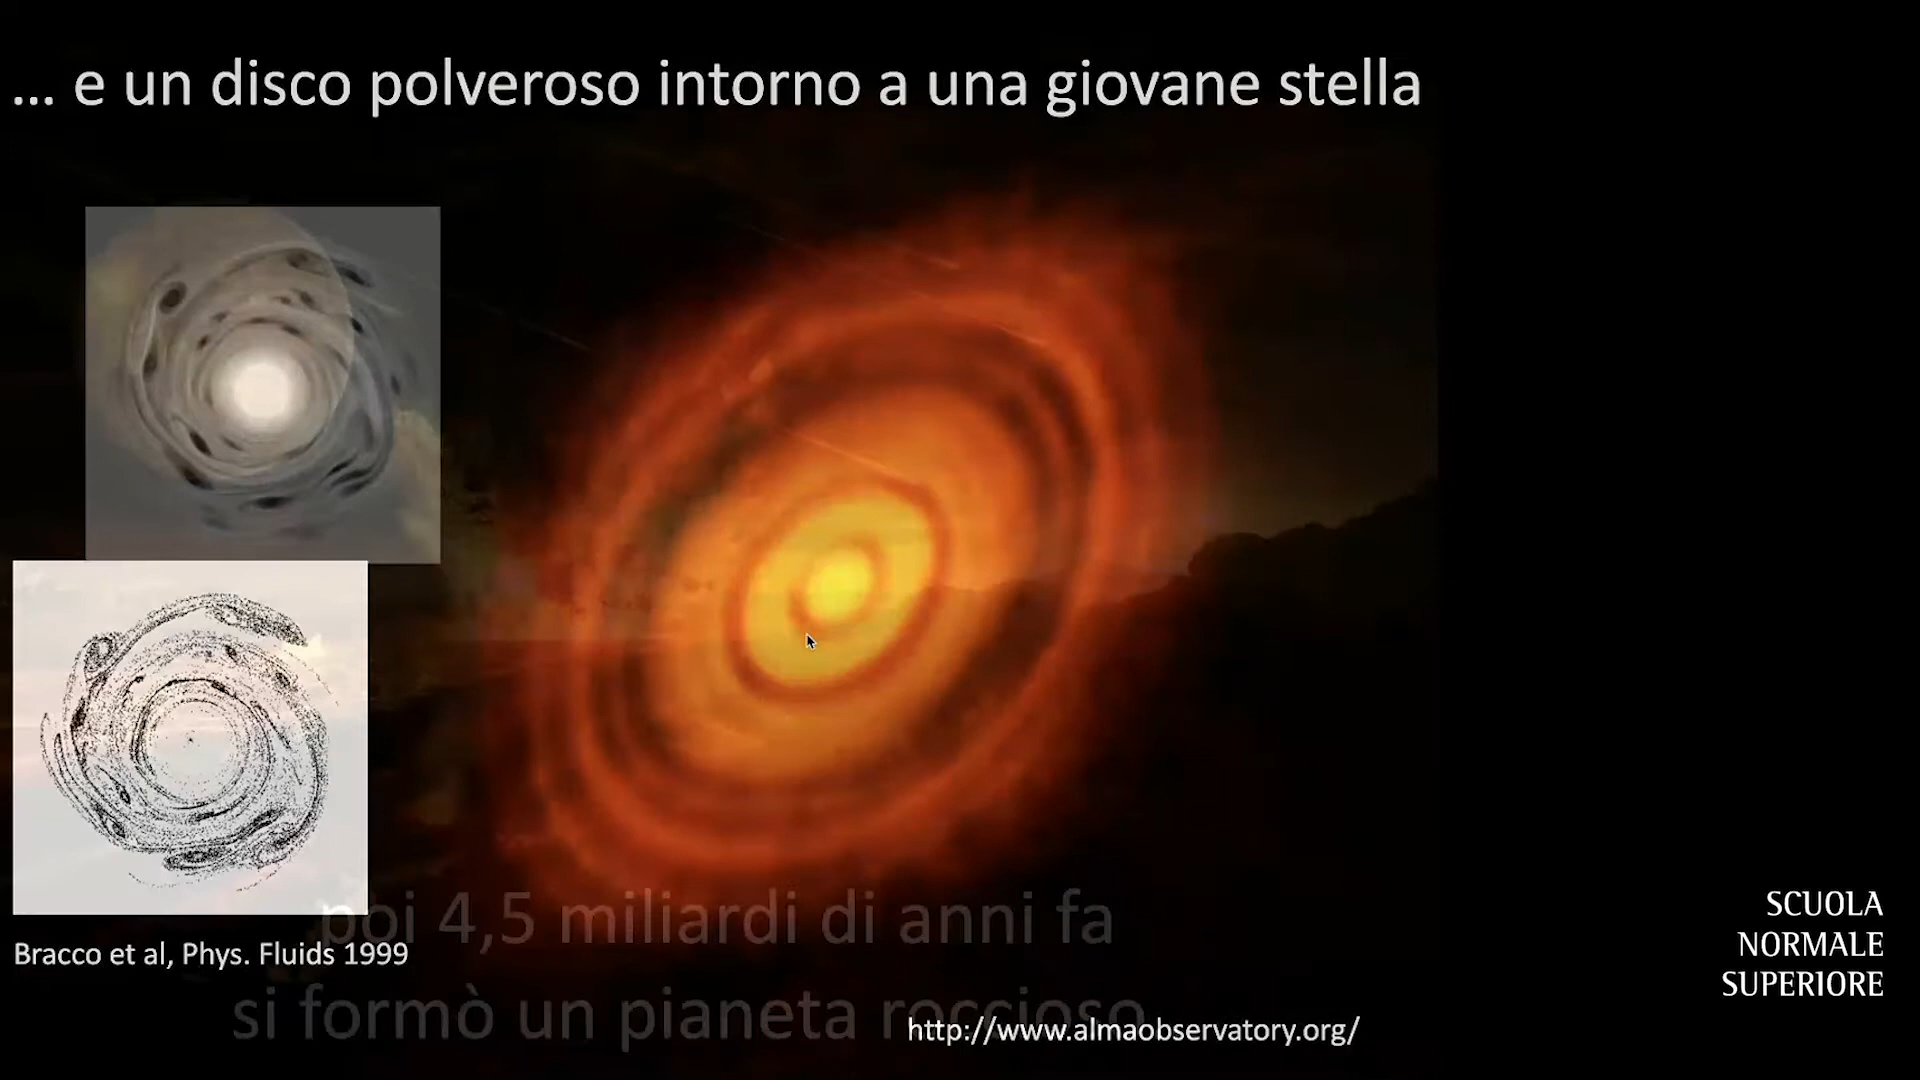 ... e un disco polveroso intorno a una giovane stella
poi 4,5 miliardi di anni fa
Bracco et al, Phys. Fluids 1999
si formò un pianeta roccioso
http://www.almaobservatory.org/
SCUOLA
NORMALE
SUPERIORE